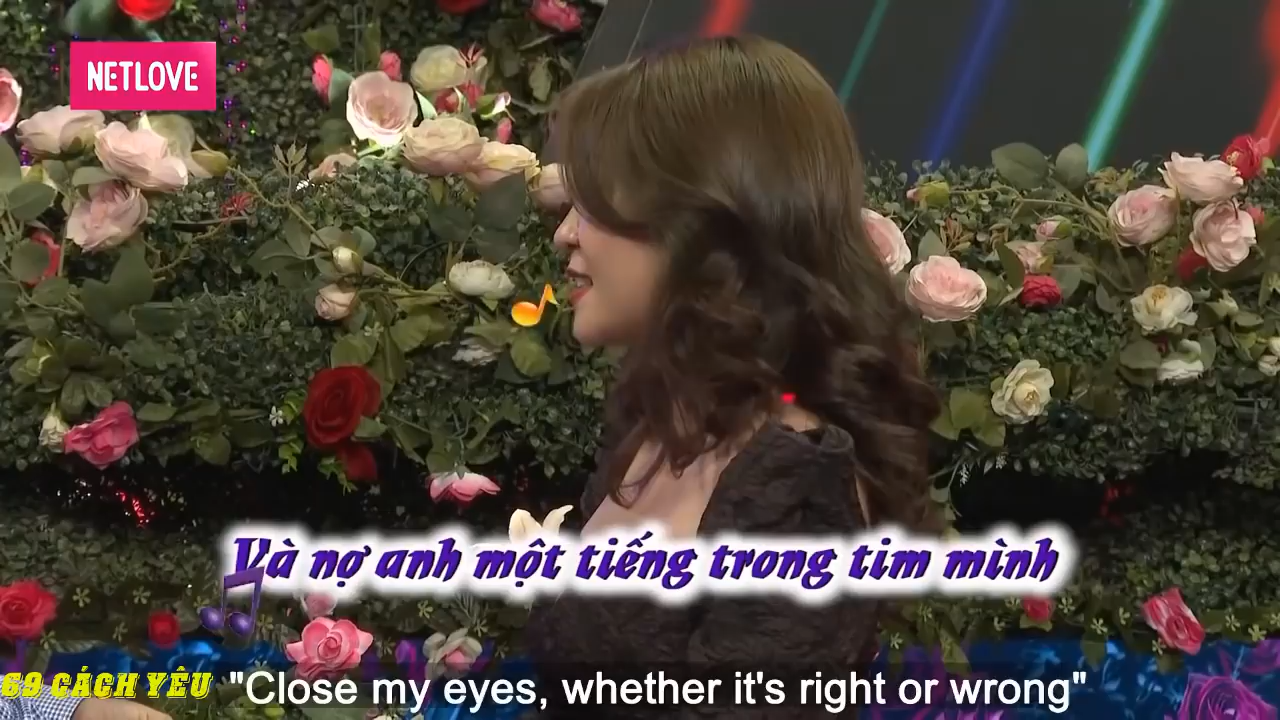 NETLOVE
Và nợ anh một tiếng trong tim mình
69 CÁCH YÊU
"Close my eyes, whether it's right or wrong"